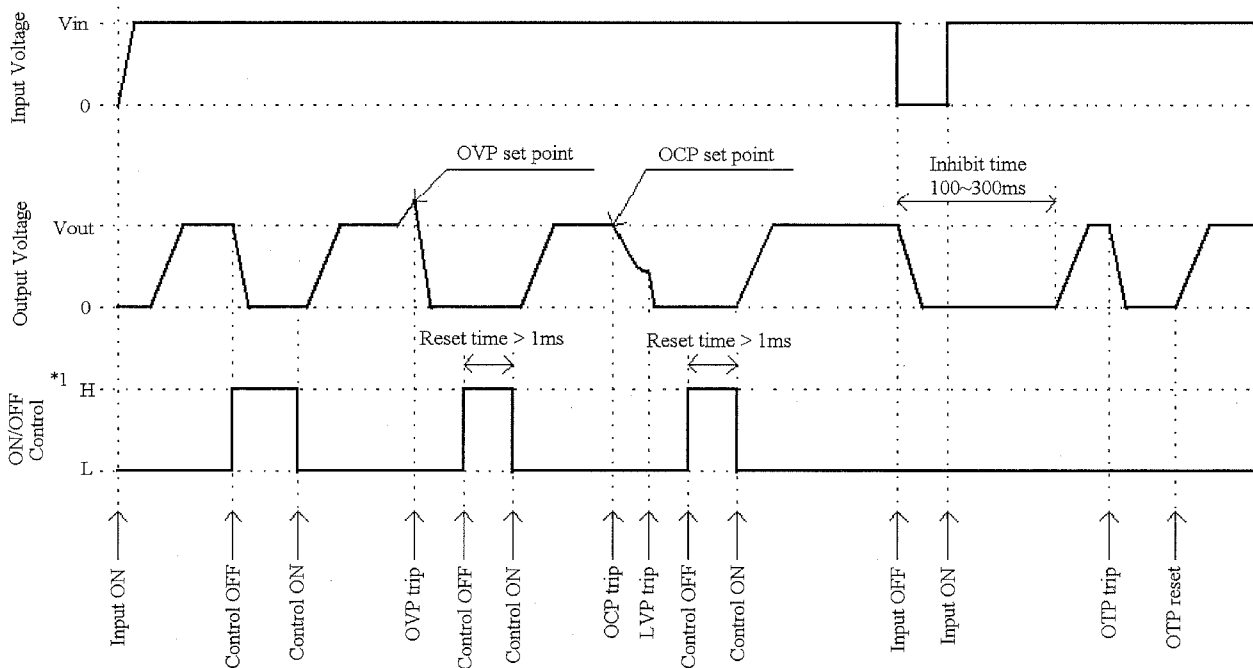 Input Voltage
Vin
0
OVP set point
OCP set point
Inhibit time
100~300ms
Output Voltage
Vout
0
Reset time > 1ms
Reset time > 1ms
*1
ON/OFF
Control
H
L
Input ON
Control OFF
Control ON
OVP trip
Control OFF
Control ON
OCP trip
LVP trip
Control OFF
Control ON
Input OFF
Input ON
OTP trip
OTP reset